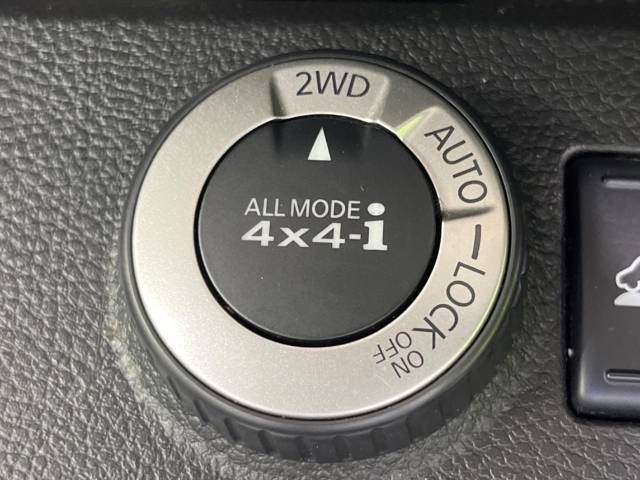 2WD
AUTO
LOCK
ON
OFF
ALL MODE
4x4-i